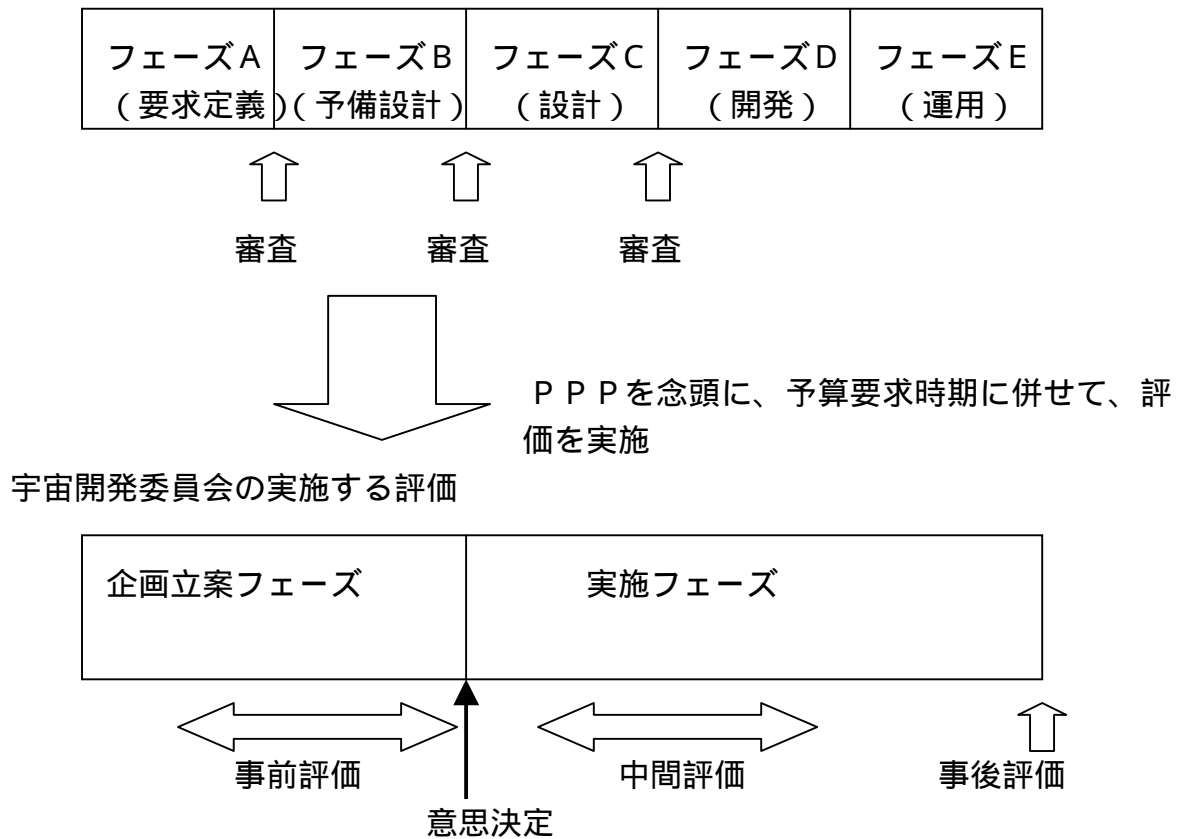 フェーズA フェーズB フェーズC フェーズD フェーズE
(要求定義)(予備設計) (設計) (開発) (運用)
審査 審査 審査
PPPを念頭に、予算要求時期に併せて、評
価を実施
宇宙開発委員会の実施する評価
企画立案フェーズ 実施フェーズ
事前評価 中間評価 事後評価
意思決定